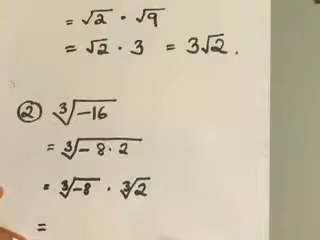 = √2 · √9
= √2 · 3 = 3√2.
② ∛-16
= ∛-8·2
= ∛-8 · ∛2
=